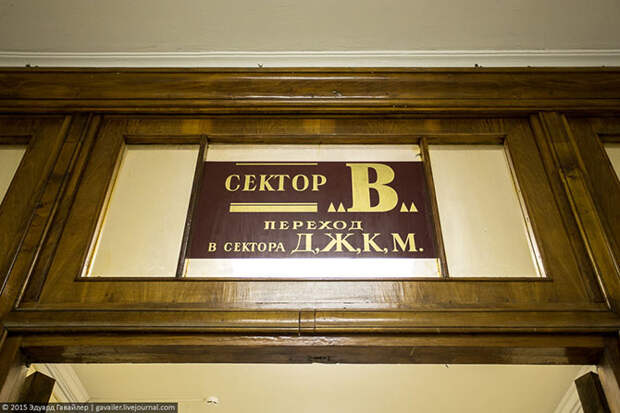 СЕКТОР „В„
ПЕРЕХОД
В СЕКТОРА Д,Ж,К,М.
© 2015 Эдуард Гавайлер | gavailer.livejournal.com